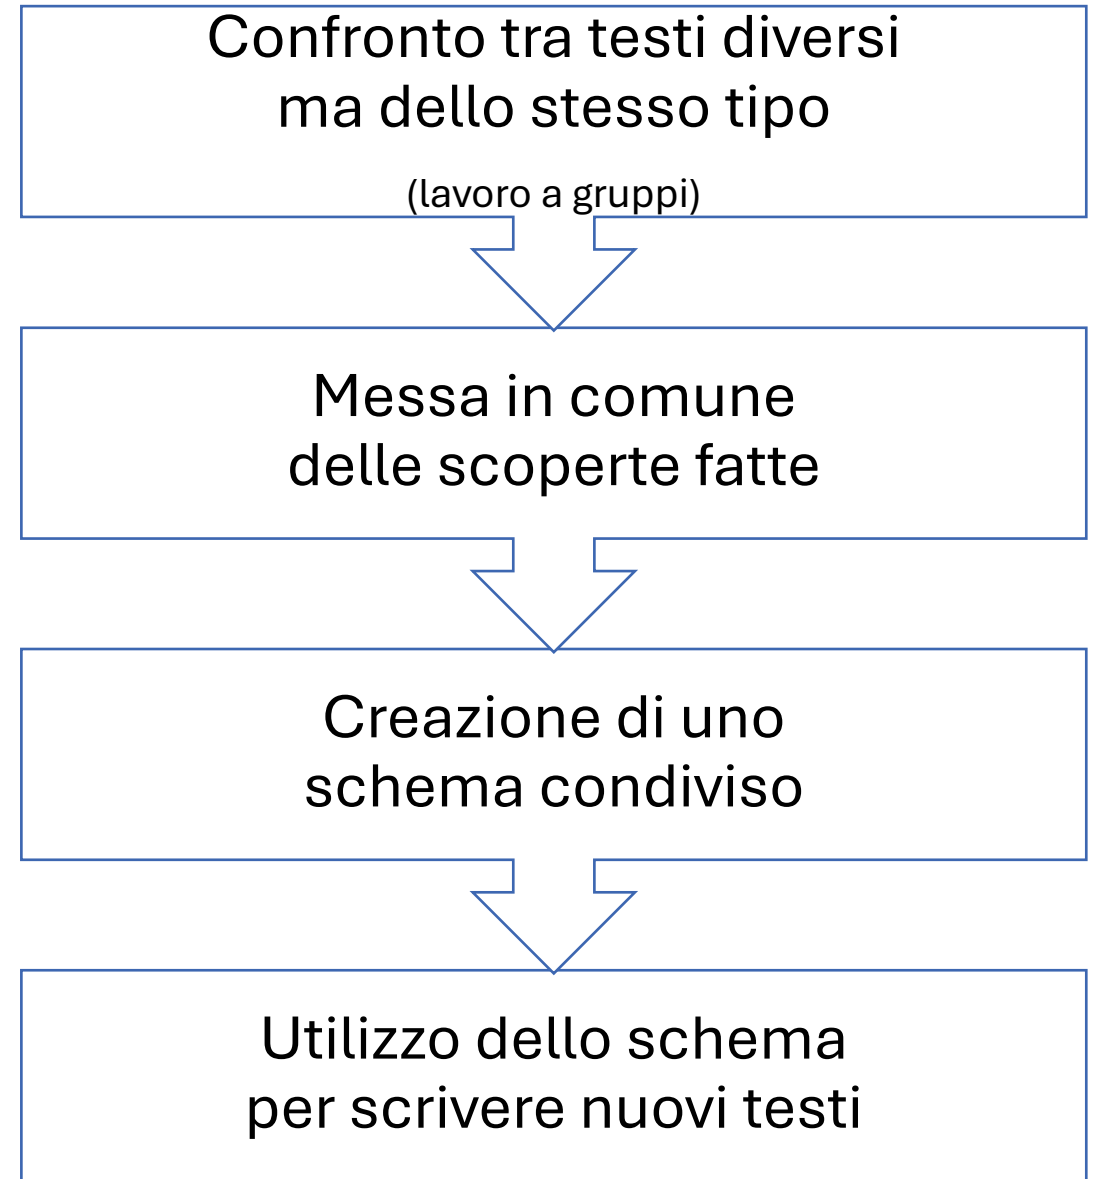 Confronto tra testi diversi
ma dello stesso tipo
(lavoro a gruppi)
Messa in comune
delle scoperte fatte
Creazione di uno
schema condiviso
Utilizzo dello schema
per scrivere nuovi testi